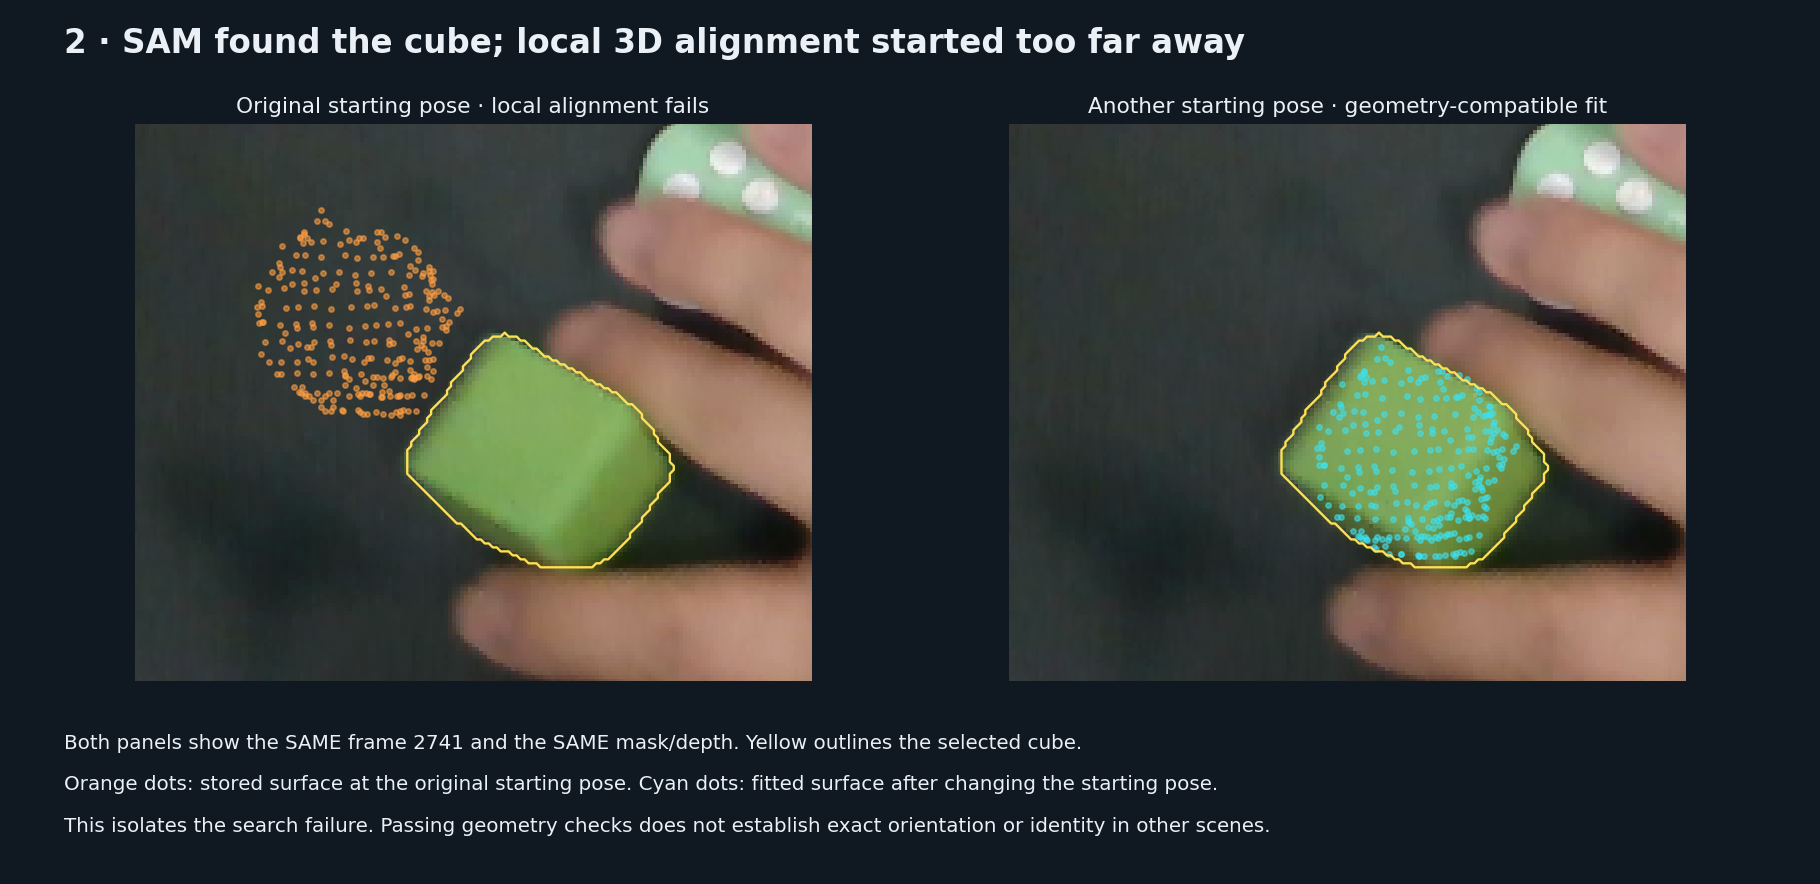 2 · SAM found the cube; local 3D alignment started too far away
Original starting pose · local alignment fails
Another starting pose · geometry-compatible fit
Both panels show the SAME frame 2741 and the SAME mask/depth. Yellow outlines the selected cube.
Orange dots: stored surface at the original starting pose. Cyan dots: fitted surface after changing the starting pose.
This isolates the search failure. Passing geometry checks does not establish exact orientation or identity in other scenes.